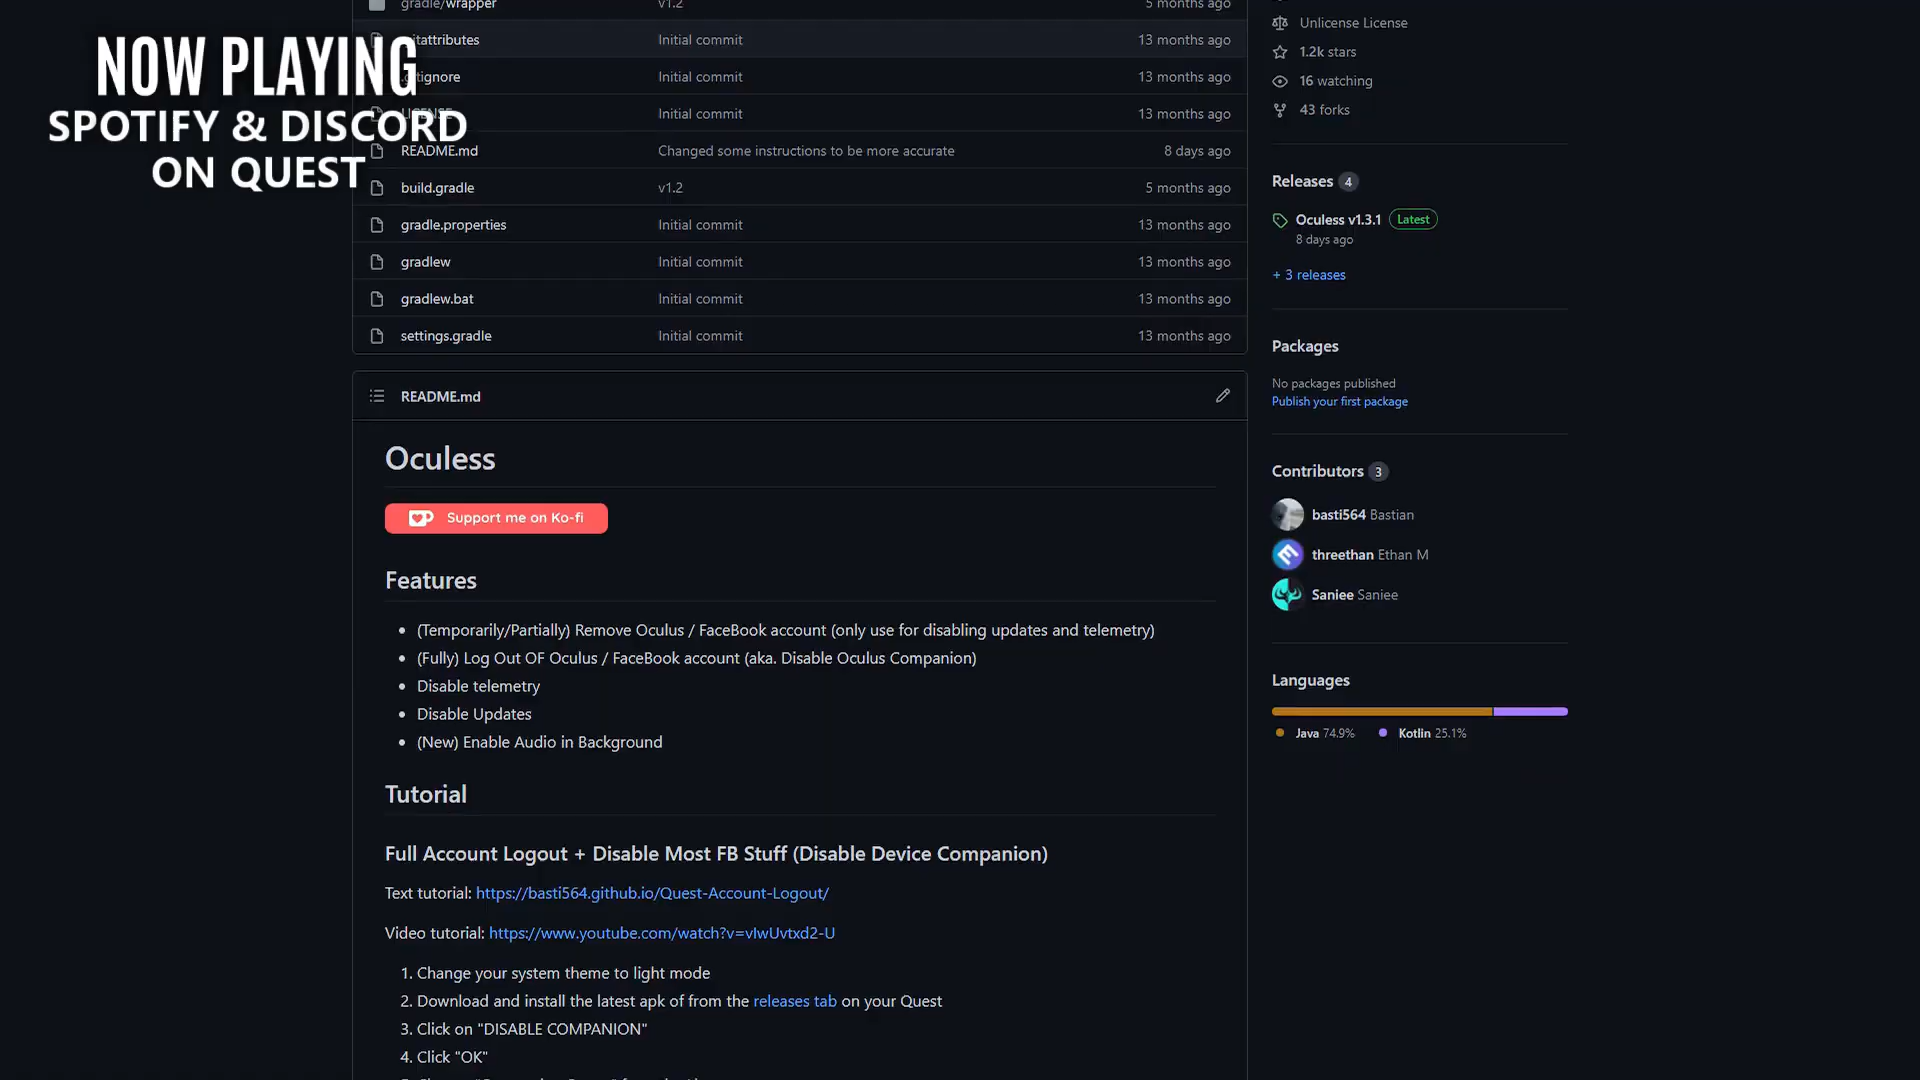 gradle/wrapper v1.2 5 months ago
NOW PLAYING
SPOTIFY & DISCORD
ON QUEST
.gitattributes Initial commit 13 months ago
.gitignore Initial commit 13 months ago
LICENSE Initial commit 13 months ago
README.md Changed some instructions to be more accurate 8 days ago
build.gradle v1.2 5 months ago
gradle.properties Initial commit 13 months ago
gradlew Initial commit 13 months ago
gradlew.bat Initial commit 13 months ago
settings.gradle Initial commit 13 months ago
README.md
Oculess
Support me on Ko-fi
Features
(Temporarily/Partially) Remove Oculus / FaceBook account (only use for disabling updates and telemetry)
(Fully) Log Out OF Oculus / FaceBook account (aka. Disable Oculus Companion)
Disable telemetry
Disable Updates
(New) Enable Audio in Background
Tutorial
Full Account Logout + Disable Most FB Stuff (Disable Device Companion)
Text tutorial: https://basti564.github.io/Quest-Account-Logout/
Video tutorial: https://www.youtube.com/watch?v=vIwUvtxd2-U
1. Change your system theme to light mode
2. Download and install the latest apk of from the releases tab on your Quest
3. Click on "DISABLE COMPANION"
4. Click "OK"
Unlicense License
1.2k stars
16 watching
43 forks
Releases 4
Oculess v1.3.1 Latest
8 days ago
+ 3 releases
Packages
No packages published
Publish your first package
Contributors 3
basti564 Bastian
threethan Ethan M
Saniee Saniee
Languages
Java 74.9% Kotlin 25.1%